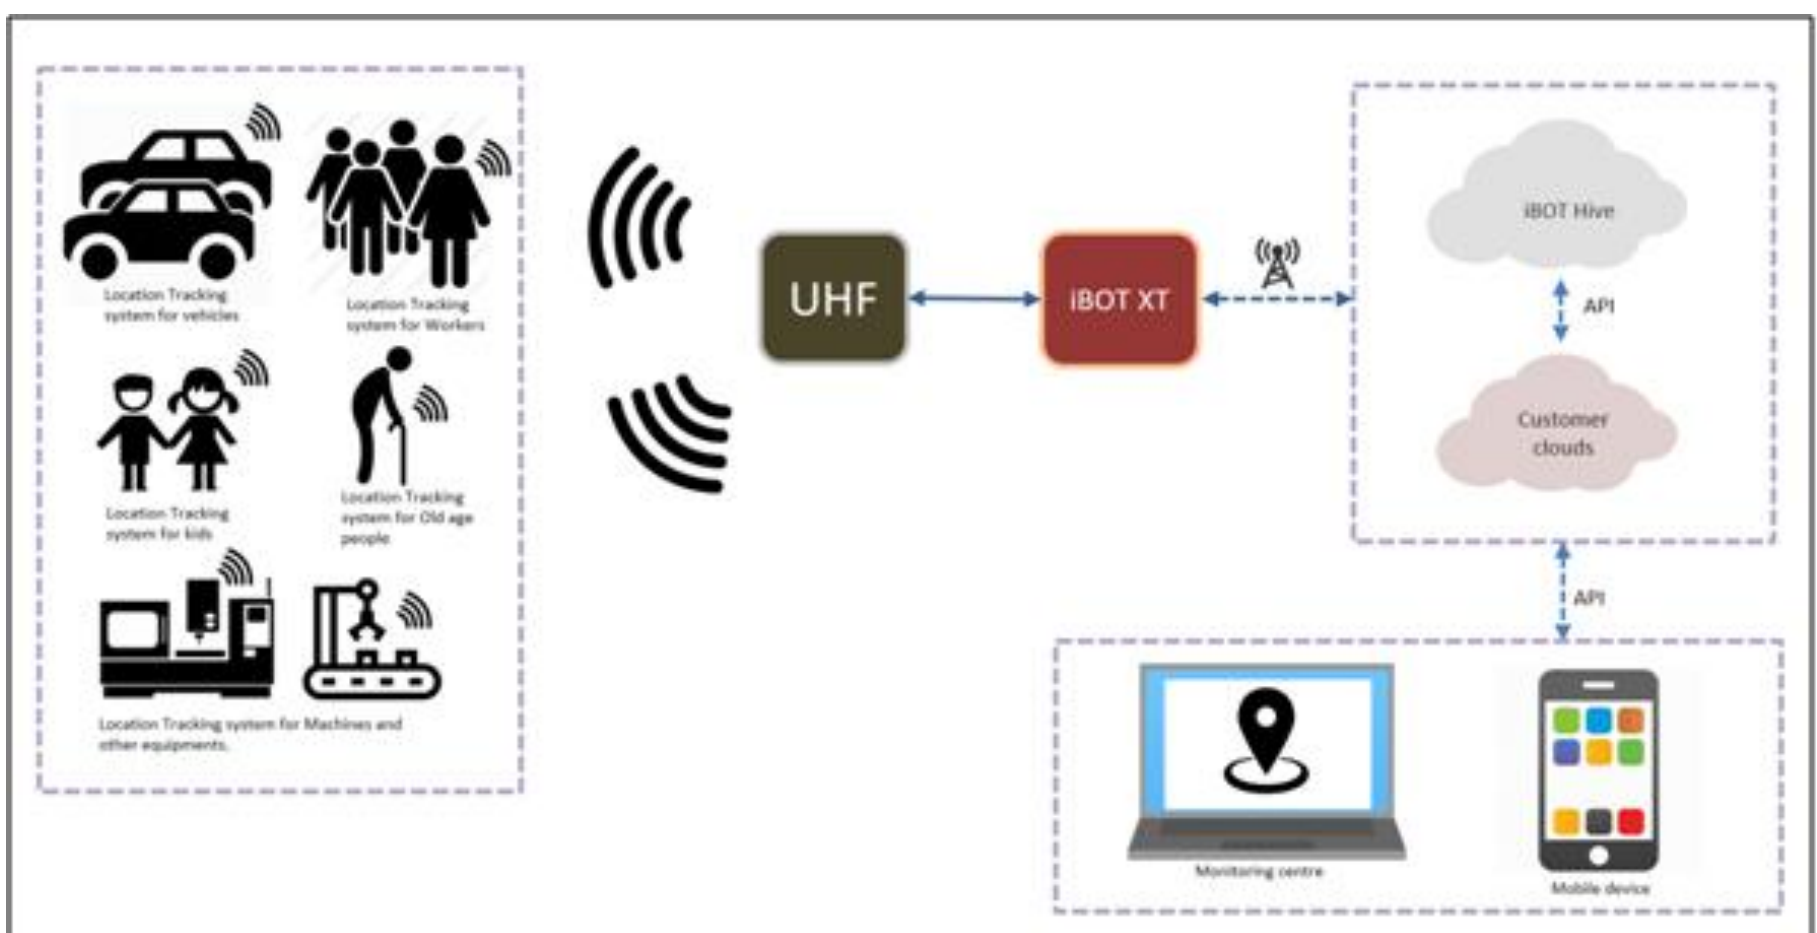 Location Tracking
system for vehicles
Location Tracking
system for Workers
Location Tracking
system for kids
Location Tracking
system for Old age
people
Location Tracking system for Machines and
other equipments.
UHF
iBOT XT
iBOT Hive
API
Customer
clouds
API
Monitoring centre
Mobile device